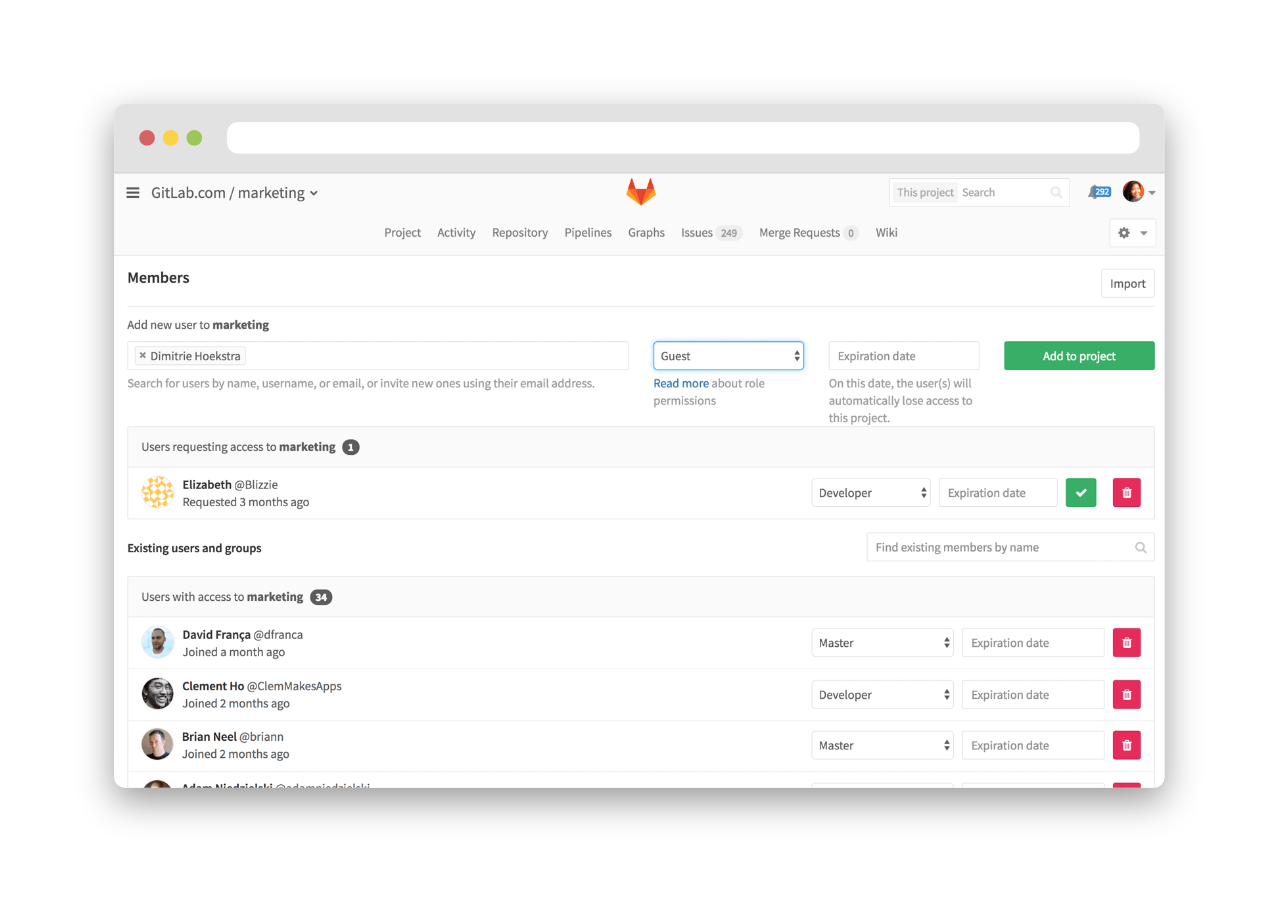 GitLab.com / marketing
This project Search
292
Project Activity Repository Pipelines Graphs Issues 249 Merge Requests 0 Wiki
Members
Import
Add new user to marketing
× Dimitrie Hoekstra
Guest
Expiration date
Add to project
Search for users by name, username, or email, or invite new ones using their email address.
Read more about role
permissions
On this date, the user(s) will
automatically lose access to
this project.
Users requesting access to marketing 1
Elizabeth @Blizzie
Requested 3 months ago
Developer
Expiration date
Existing users and groups
Find existing members by name
Users with access to marketing 34
David França @dfranca
Joined a month ago
Master
Expiration date
Clement Ho @ClemMakesApps
Joined 2 months ago
Developer
Expiration date
Brian Neel @briann
Joined 2 months ago
Master
Expiration date
Adam Niedzielski @adamniedzielski